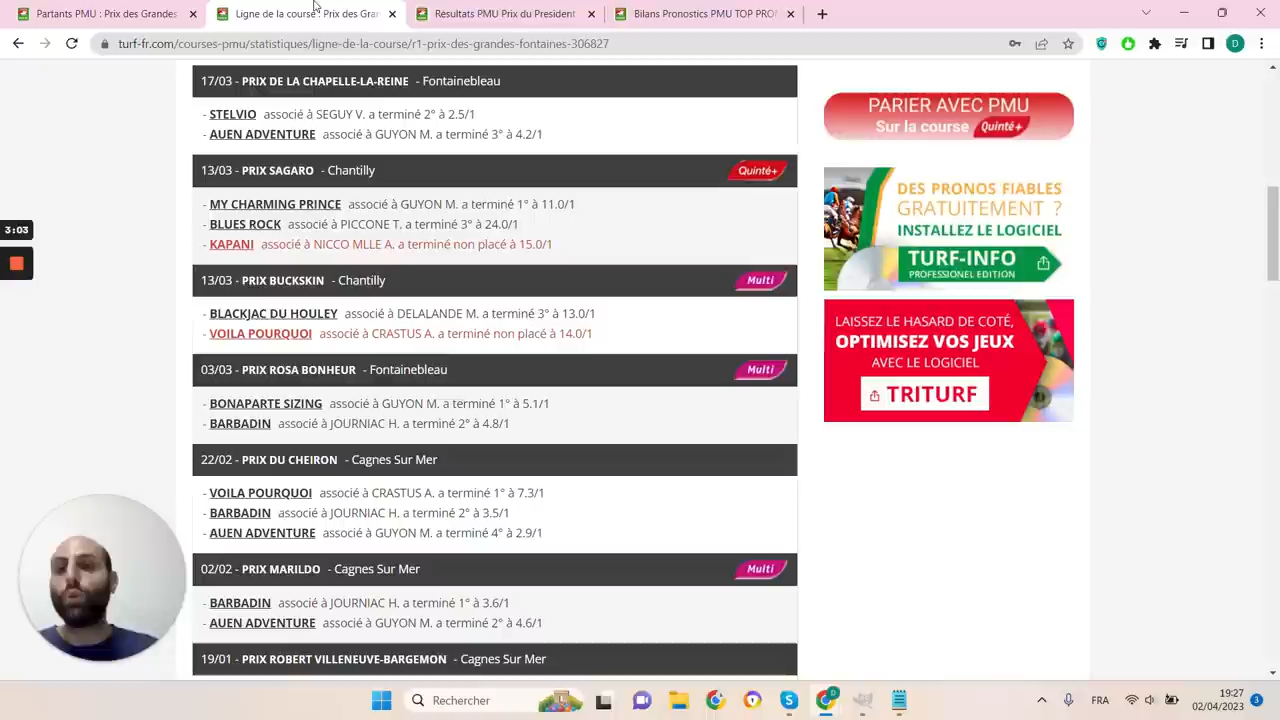 PMU : Pronostic Prix des Grande
Ligne de la course : Prix des Gran
PMU : Pronostic Prix du President
Bilans Pronostics PMU TOP PRO
turf-fr.com/courses-pmu/statistiques/ligne-de-la-course/r1-prix-des-grandes-fontaines-306827
D
17/03 - PRIX DE LA CHAPELLE-LA-REINE - Fontainebleau
- STELVIO associé à SEGUY V. a terminé 2° à 2.5/1
- AUEN ADVENTURE associé à GUYON M. a terminé 3° à 4.2/1
13/03 - PRIX SAGARO - Chantilly Quinté+
- MY CHARMING PRINCE associé à GUYON M. a terminé 1° à 11.0/1
- BLUES ROCK associé à PICCONE T. a terminé 3° à 24.0/1
- KAPANI associé à NICCO MLLE A. a terminé non placé à 15.0/1
13/03 - PRIX BUCKSKIN - Chantilly Multi
- BLACKJAC DU HOULEY associé à DELALANDE M. a terminé 3° à 13.0/1
- VOILA POURQUOI associé à CRASTUS A. a terminé non placé à 14.0/1
03/03 - PRIX ROSA BONHEUR - Fontainebleau Multi
- BONAPARTE SIZING associé à GUYON M. a terminé 1° à 5.1/1
- BARBADIN associé à JOURNIAC H. a terminé 2° à 4.8/1
22/02 - PRIX DU CHEIRON - Cagnes Sur Mer
- VOILA POURQUOI associé à CRASTUS A. a terminé 1° à 7.3/1
- BARBADIN associé à JOURNIAC H. a terminé 2° à 3.5/1
- AUEN ADVENTURE associé à GUYON M. a terminé 4° à 2.9/1
02/02 - PRIX MARILDO - Cagnes Sur Mer Multi
- BARBADIN associé à JOURNIAC H. a terminé 1° à 3.6/1
- AUEN ADVENTURE associé à GUYON M. a terminé 2° à 4.6/1
19/01 - PRIX ROBERT VILLENEUVE-BARGEMON - Cagnes Sur Mer
PARIER AVEC PMU
Sur la course Quinté+
DES PRONOS FIABLES
GRATUITEMENT ?
INSTALLEZ LE LOGICIEL
TURF-INFO
PROFESSIONEL EDITION
LAISSEZ LE HASARD DE COTÉ,
OPTIMISEZ VOS JEUX
AVEC LE LOGICIEL
TRITURF
3:03
Rechercher
FRA
19:27
02/04/2023
3